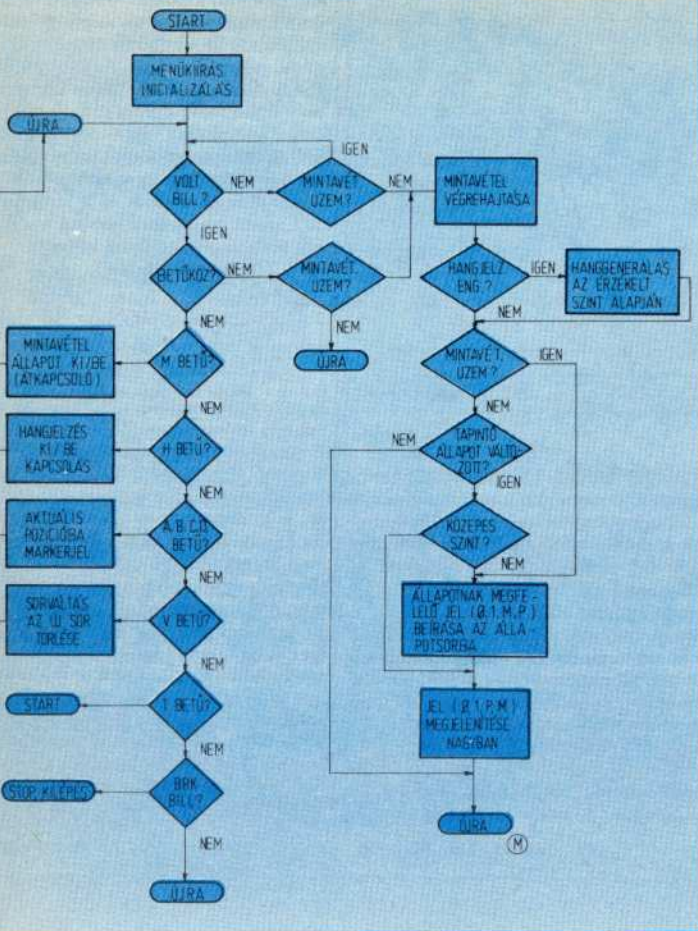 START
MENÜKIIRÁS
INICIALIZÁLÁS
ÚJRA
IGEN
VOLT
BILL?
NEM
MINTAVÉT.
ÜZEM?
NEM
MINTAVÉTEL
VÉGREHAJTÁSA
IGEN
BETŰKÖZ?
NEM
MINTAVÉT.
ÜZEM?
HANGJELZ.
ENG.?
IGEN
HANGGENERÁLÁS
AZ ÉRZÉKELT
SZINT ALAPJÁN
NEM
NEM
NEM
ÚJRA
MINTAVÉTEL
ÁLLAPOT KI/BE
(ÁTKAPCSOLÓ)
M. BETŰ?
MINTAVÉT.
ÜZEM?
IGEN
NEM
NEM
HANGJELZÉS
KI/BE
KAPCSOLÁS
H BETŰ?
NEM
TAPINTÓ
ÁLLAPOT VÁLTO-
ZOTT?
IGEN
NEM
AKTUÁLIS
POZICIÓBA
MARKERJEL
A, B, C, D,
BETŰ?
KÖZEPES
SZINT?
NEM
NEM
SORVÁLTÁS
AZ ÚJ SOR
TÖRLÉSE
V BETŰ?
ÁLLAPOTNAK MEGFE-
LELŐ JEL (Ø,1,M,P)
BEÍRÁSA AZ ÁLLA-
POTSORBA
NEM
START
T BETŰ?
JEL (Ø,1,P,M)
MEGJELENÍTÉSE
NAGYBAN
NEM
STOP, KILÉPÉS
BRK
BILL?
ÚJRA
M
NEM
ÚJRA